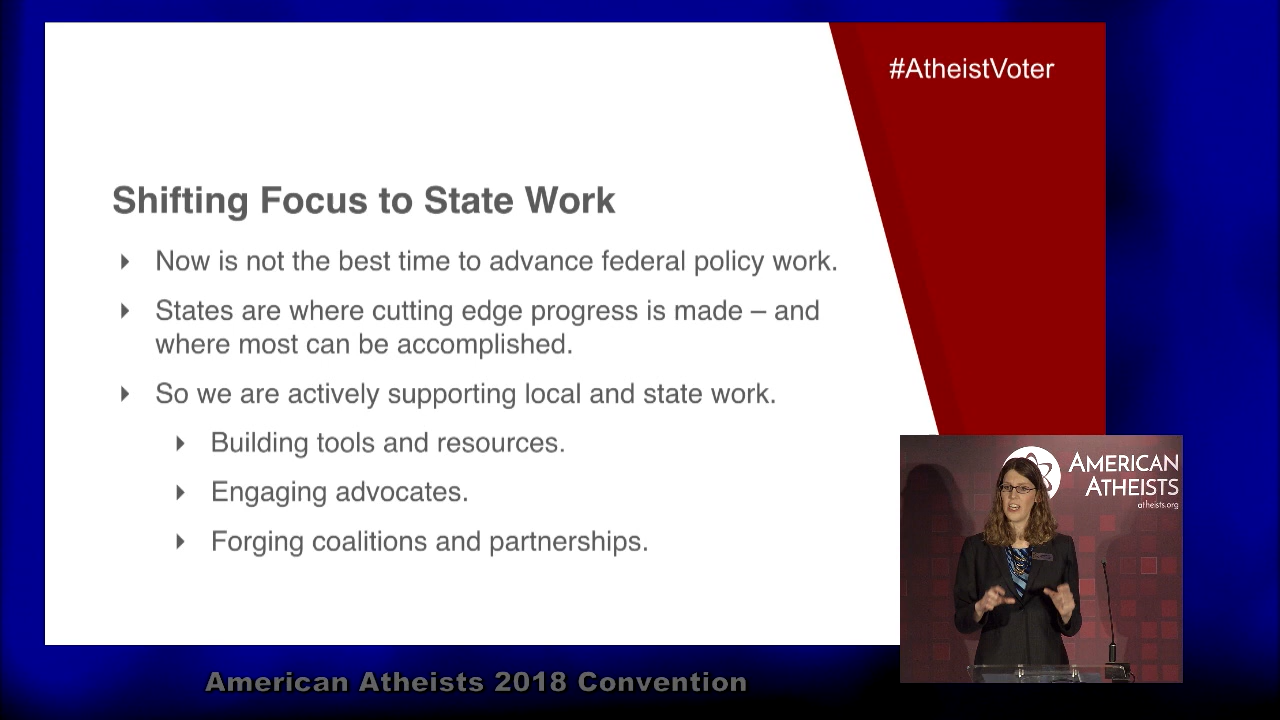 #AtheistVoter
Shifting Focus to State Work
Now is not the best time to advance federal policy work.
States are where cutting edge progress is made – and
where most can be accomplished.
So we are actively supporting local and state work.
Building tools and resources.
Engaging advocates.
Forging coalitions and partnerships.
AMERICAN
ATHEISTS
atheists.org
American Atheists 2018 Convention